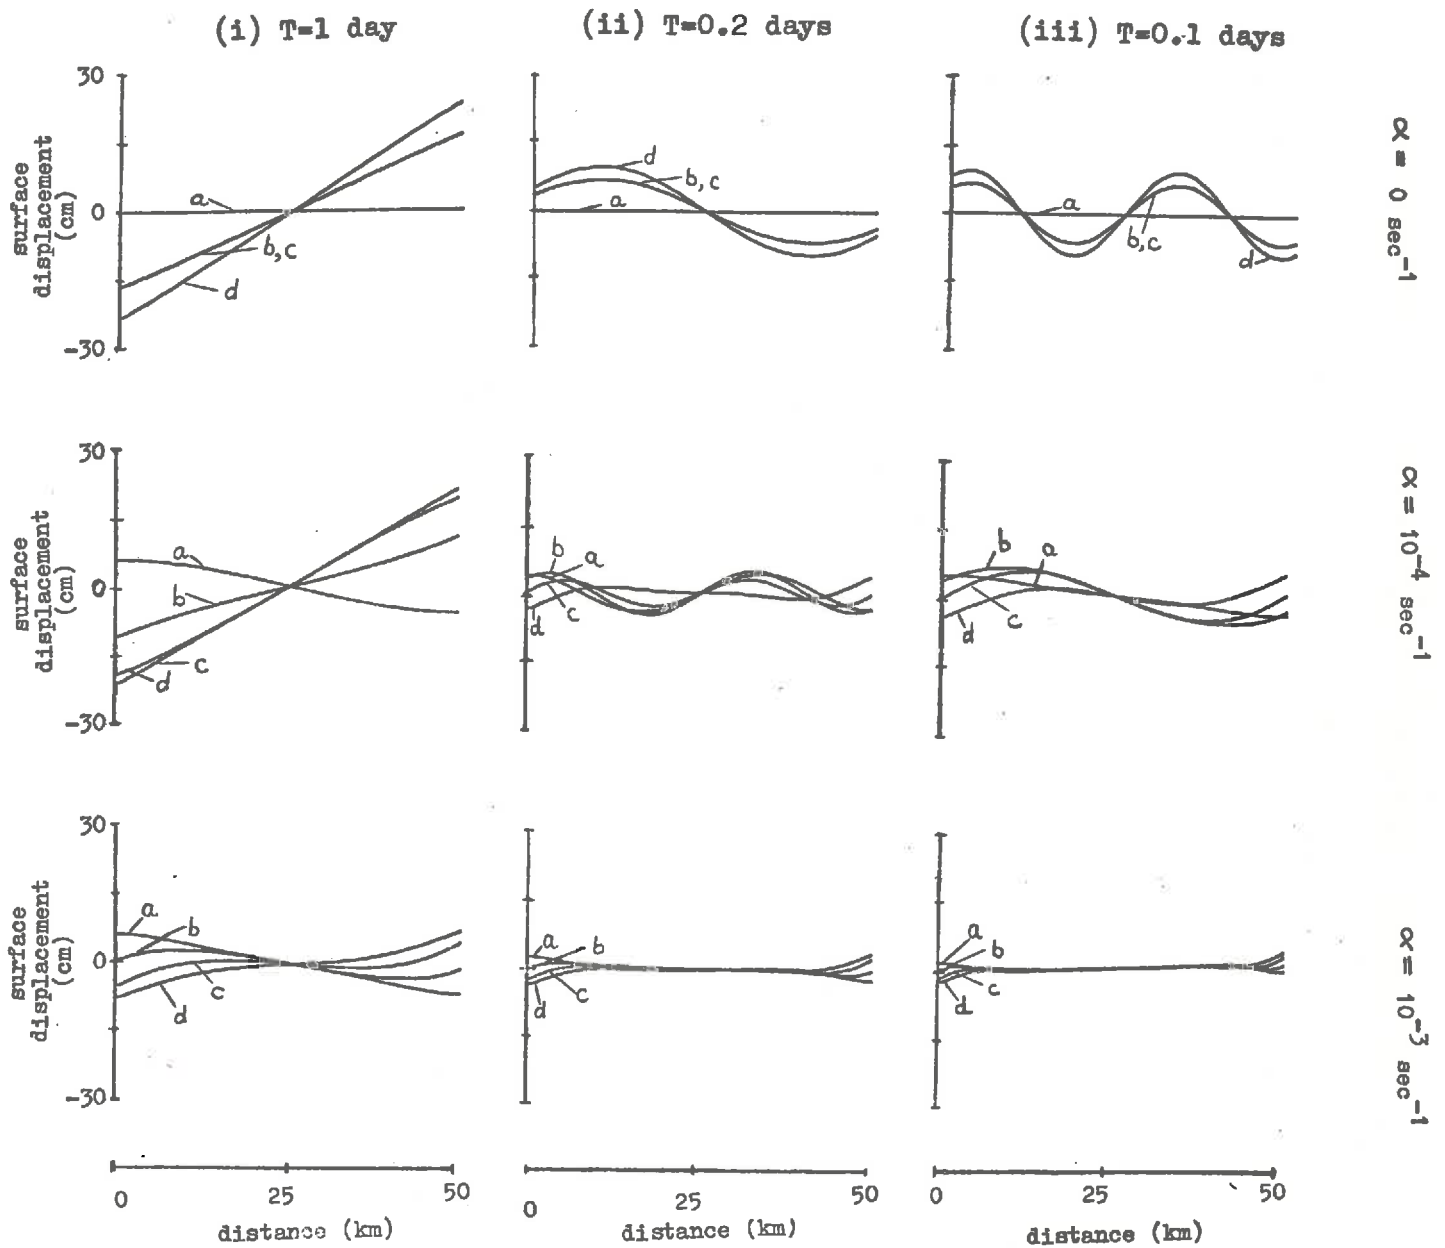 (i) T=1 day
(ii) T=0.2 days
(iii) T=0.1 days
surface
displacement
(cm)
30
0
-30
a
b,c
d
d
b,c
a
a
b,c
d
α = 0 sec⁻¹
surface
displacement
(cm)
30
0
-30
a
b
c
d
b
a
d
c
b
a
c
d
α = 10⁻⁴ sec⁻¹
surface
displacement
(cm)
30
0
-30
a
b
c
d
a
b
c
d
a
b
c
d
α = 10⁻³ sec⁻¹
0
25
50
distance (km)
0
25
50
distance (km)
0
25
50
distance (km)